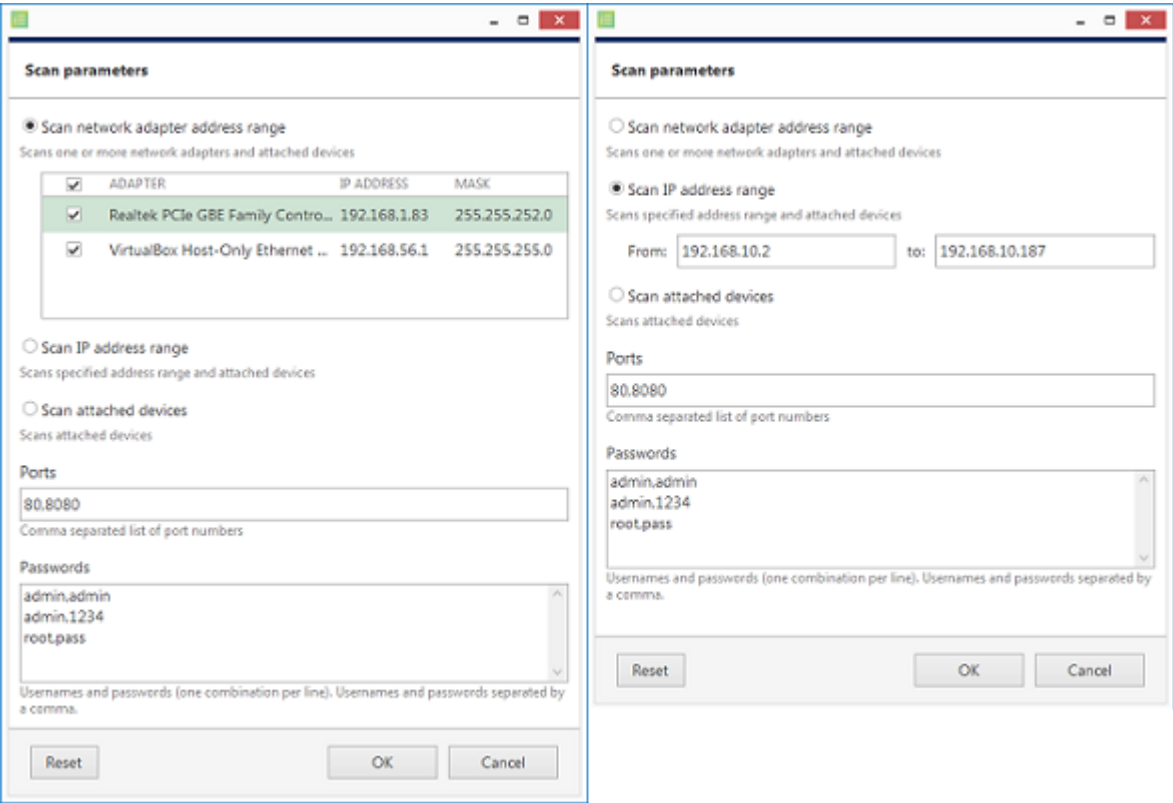 Scan parameters
Scan network adapter address range
Scans one or more network adapters and attached devices
ADAPTER IP ADDRESS MASK
Realtek PCIe GBE Family Contro... 192.168.1.83 255.255.252.0
VirtualBox Host-Only Ethernet ... 192.168.56.1 255.255.255.0
Scan IP address range
Scans specified address range and attached devices
Scan attached devices
Scans attached devices
Ports
80,8080
Comma separated list of port numbers
Passwords
admin,admin
admin,1234
root,pass
Usernames and passwords (one combination per line). Usernames and passwords separated by
a comma.
Reset OK Cancel
Scan parameters
Scan network adapter address range
Scans one or more network adapters and attached devices
Scan IP address range
Scans specified address range and attached devices
From: 192.168.10.2 to: 192.168.10.187
Scan attached devices
Scans attached devices
Ports
80,8080
Comma separated list of port numbers
Passwords
admin,admin
admin,1234
root,pass
Usernames and passwords (one combination per line). Usernames and passwords separated by
a comma.
Reset OK Cancel